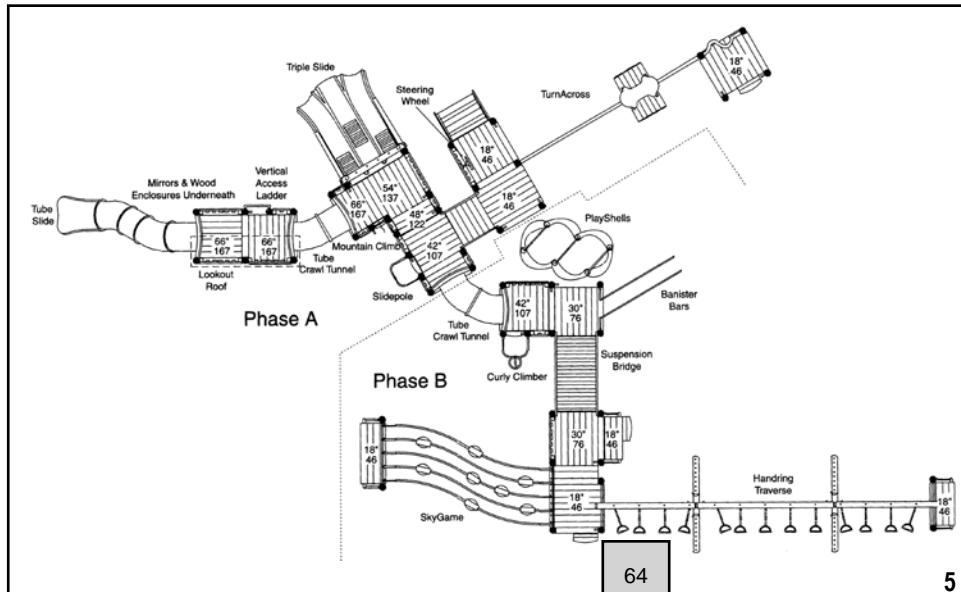 Triple Slide
Steering
Wheel
TurnAcross
18"
46
Mirrors & Wood
Enclosures Underneath
Vertical
Access
Ladder
Tube
Slide
66"
167
66"
167
Lookout
Roof
Tube
Crawl Tunnel
54"
137
66"
167
48"
122
Mountain Climb
42"
107
Slidepole
18"
46
18"
46
PlayShells
Phase A
Tube
Crawl Tunnel
42"
107
30"
76
Banister
Bars
Curly Climber
Suspension
Bridge
Phase B
18"
46
30"
76
18"
46
SkyGame
18"
46
Handring
Traverse
18"
46
64
5